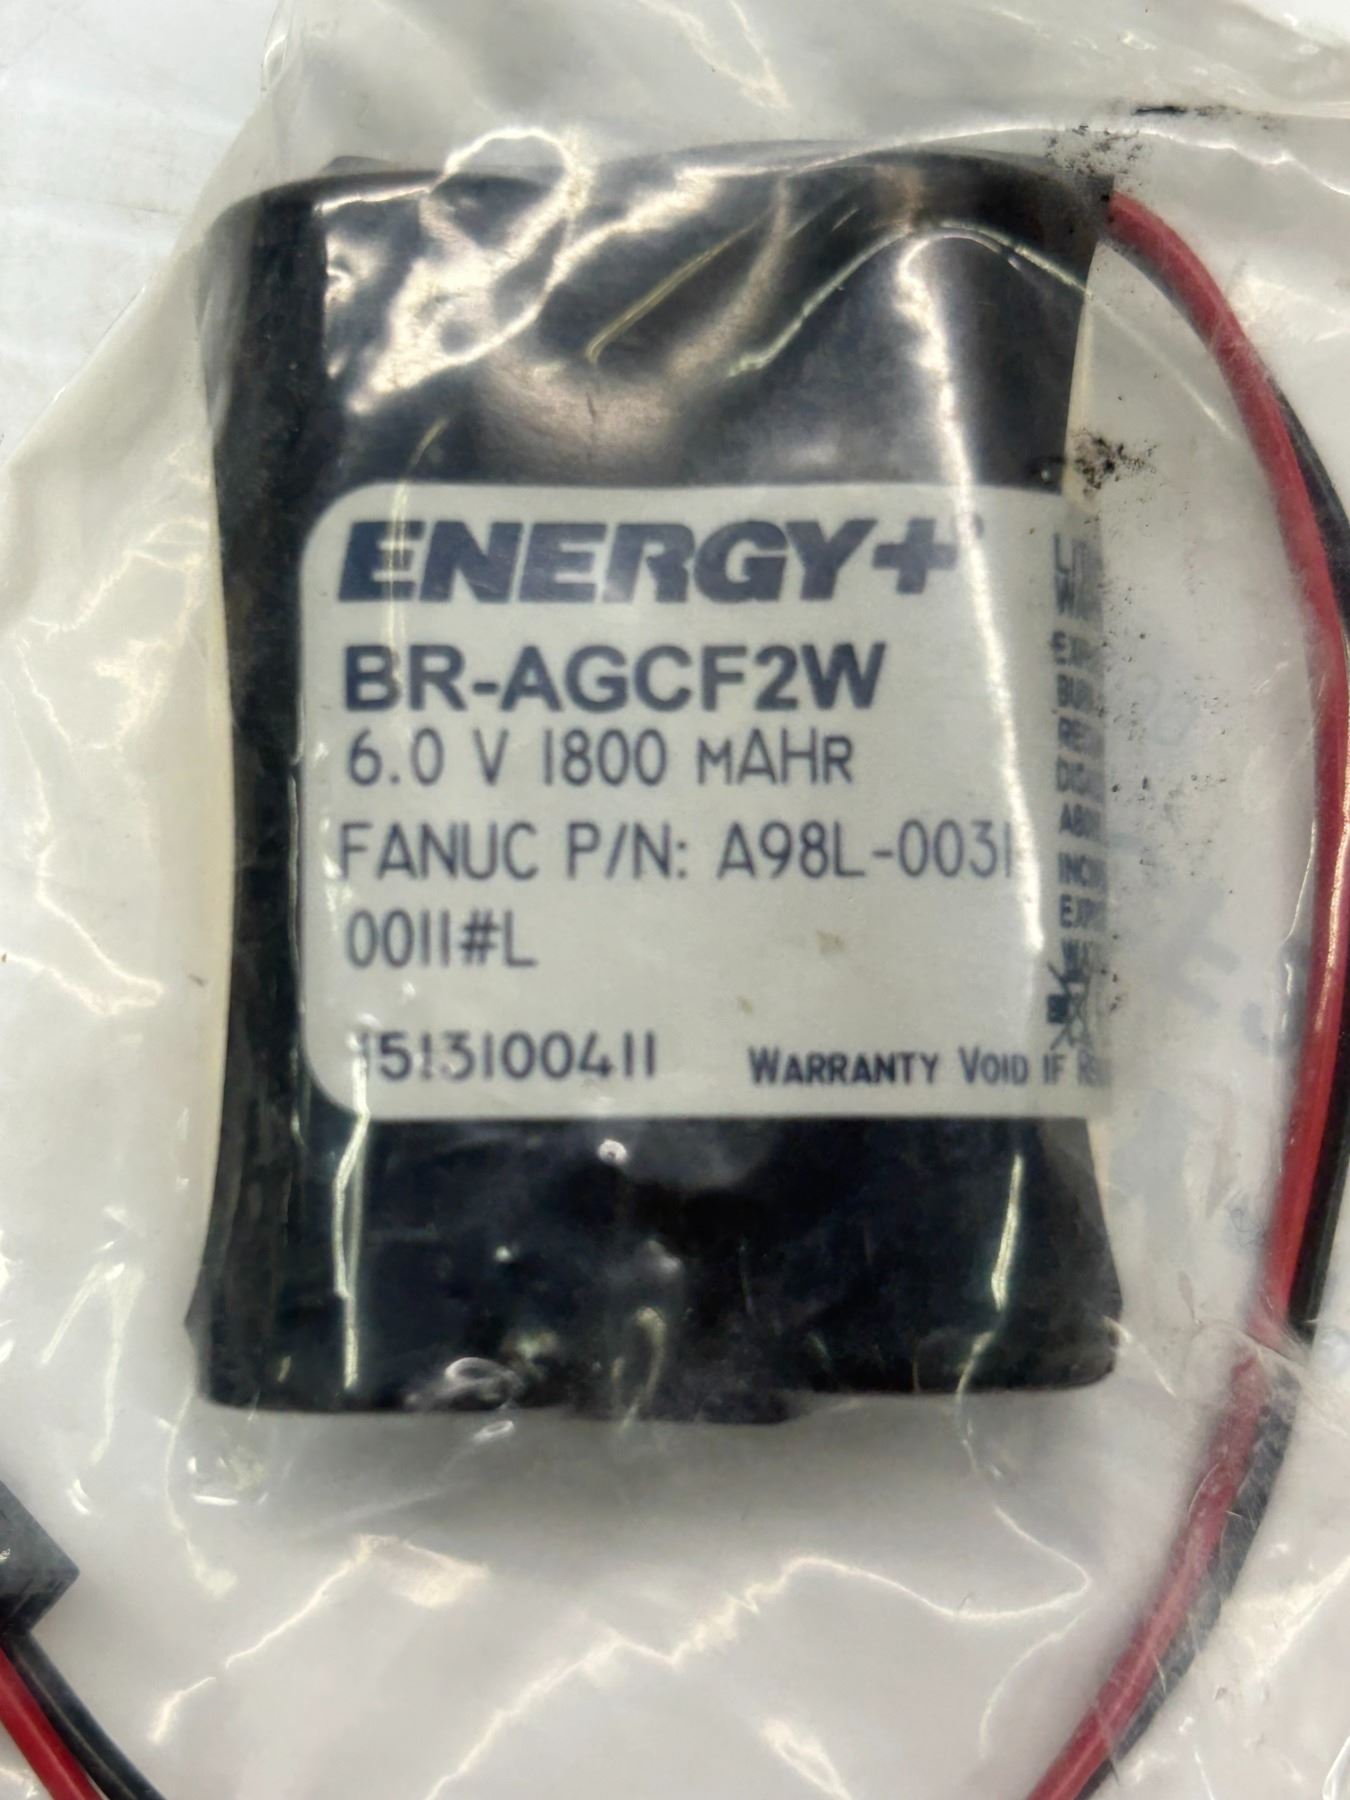 ENERGY+
BR-AGCF2W
6.0 V 1800 MAHR
FANUC P/N: A98L-0031
0011#L
1513100411
WARRANTY VOID IF